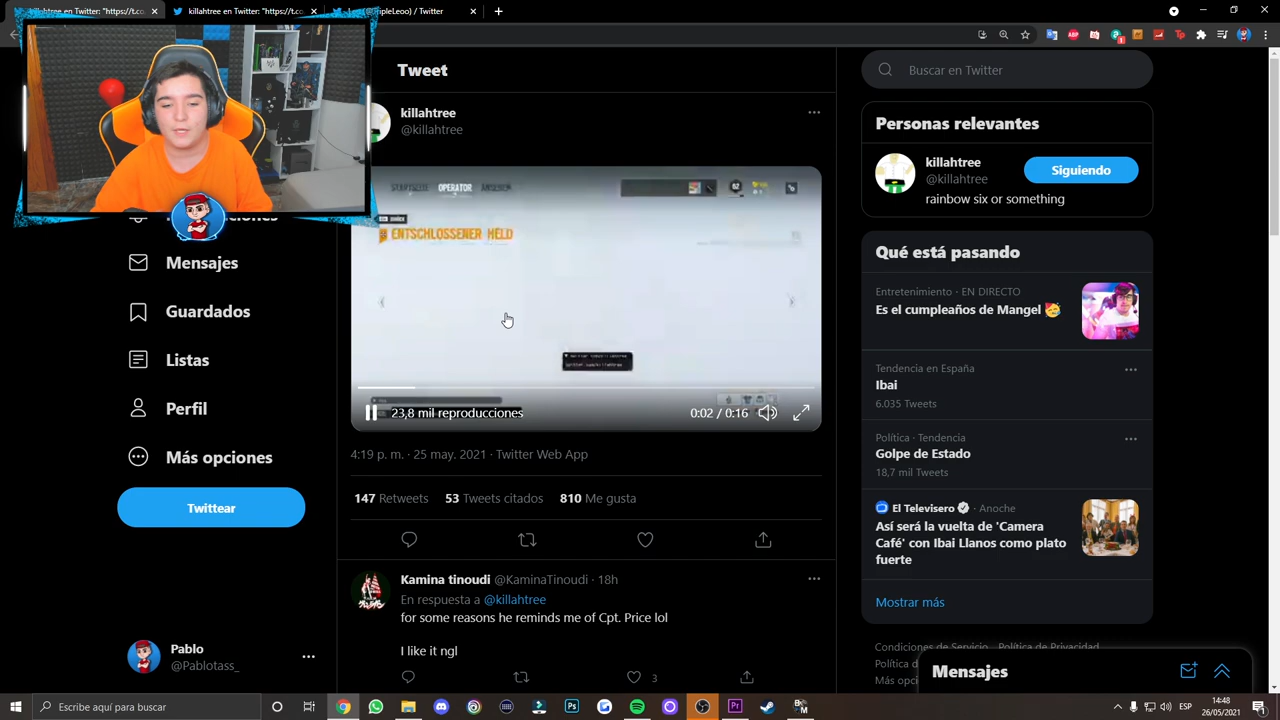 killahtree en Twitter: "https://t.co
killahtree en Twitter: "https://t.co
/ Twitter
Tweet
killahtree
@killahtree
OPERATOR
ENTSCHLOSSENER HELD
23,8 mil reproducciones
0:02 / 0:16
4:19 p. m. · 25 may. 2021 · Twitter Web App
147 Retweets 53 Tweets citados 810 Me gusta
Kamina tinoudi @KaminaTinoudi · 18h
En respuesta a @killahtree
for some reasons he reminds me of Cpt. Price lol
I like it ngl
3
Mensajes
Guardados
Listas
Perfil
Más opciones
Twittear
Pablo
@Pablotass_
Buscar en Twitter
Personas relevantes
killahtree
@killahtree
Siguiendo
rainbow six or something
Qué está pasando
Entretenimiento · EN DIRECTO
Es el cumpleaños de Mangel
Tendencia en España
Ibai
6.035 Tweets
Política · Tendencia
Golpe de Estado
18,7 mil Tweets
El Televisero · Anoche
Así será la vuelta de 'Camera
Café' con Ibai Llanos como plato
fuerte
Mostrar más
Condiciones de Servicio Política de Privacidad
Mensajes
Escribe aquí para buscar
ESP
14:48
26/05/2021